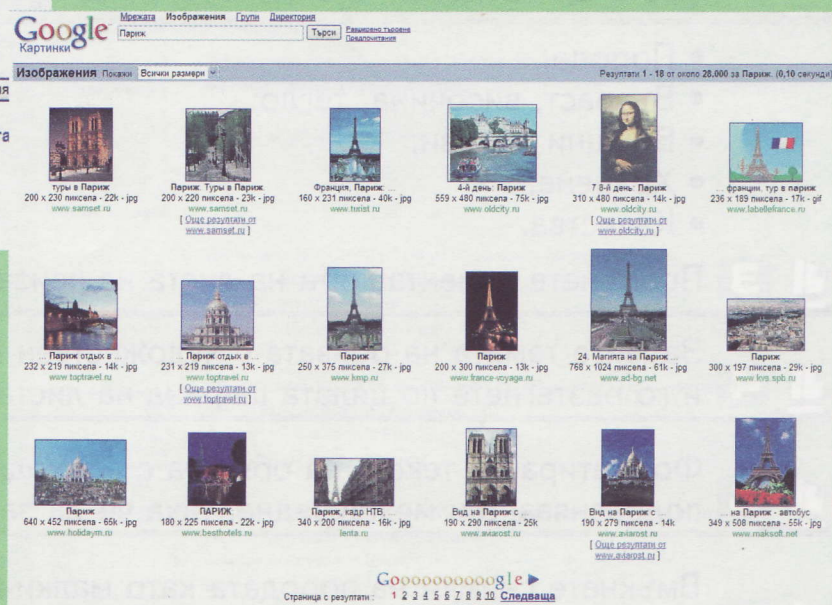 Мрежата Изображения Групи Директория
Google
Картинки
Париж
Търси
Разширено търсене
Предпочитания
Изображения Покажи Всички размери
Резултати 1 - 18 от около 28,000 за Париж. (0,10 секунди)
туры в Париж
200 x 230 пиксела - 22k - jpg
www.samset.ru
Париж. Туры в Париж
200 x 220 пиксела - 23k - jpg
www.samset.ru
[ Още резултати от
www.samset.ru ]
Франция, Париж: ...
160 x 231 пиксела - 40k - jpg
www.turist.ru
4-й день: Париж
559 x 480 пиксела - 75k - jpg
www.oldcity.ru
7 8-й день: Париж
310 x 480 пиксела - 14k - jpg
www.oldcity.ru
[ Още резултати от
www.oldcity.ru ]
... франции. тур в париж
236 x 189 пиксела - 17k - gif
www.labellefrance.ru
... Париж отдых в ...
232 x 219 пиксела - 14k - jpg
www.toptravel.ru
... Париж отдых в ...
231 x 219 пиксела - 13k - jpg
www.toptravel.ru
[ Още резултати от
www.toptravel.ru ]
Париж
250 x 375 пиксела - 27k - jpg
www.kmp.ru
Париж
200 x 300 пиксела - 13k - jpg
www.france-voyage.ru
24. Магията на Париж ...
768 x 1024 пиксела - 61k - jpg
www.ad-bg.net
Париж
300 x 197 пиксела - 29k - jpg
www.kvs.spb.ru
Париж
640 x 452 пиксела - 65k - jpg
www.holidaym.ru
ПАРИЖ
180 x 225 пиксела - 22k - jpg
www.besthotels.ru
Париж, кадр НТВ, ...
340 x 200 пиксела - 16k - jpg
lenta.ru
Вид на Париж с ...
190 x 290 пиксела - 25k
www.aviarost.ru
Вид на Париж с ...
190 x 279 пиксела - 14k
www.aviarost.ru
[ Още резултати от
www.aviarost.ru ]
... на Париж - автобус
349 x 508 пиксела - 55k - jpg
www.maksoft.net
Goooooooooogle
Страница с резултати: 1 2 3 4 5 6 7 8 9 10 Следваща